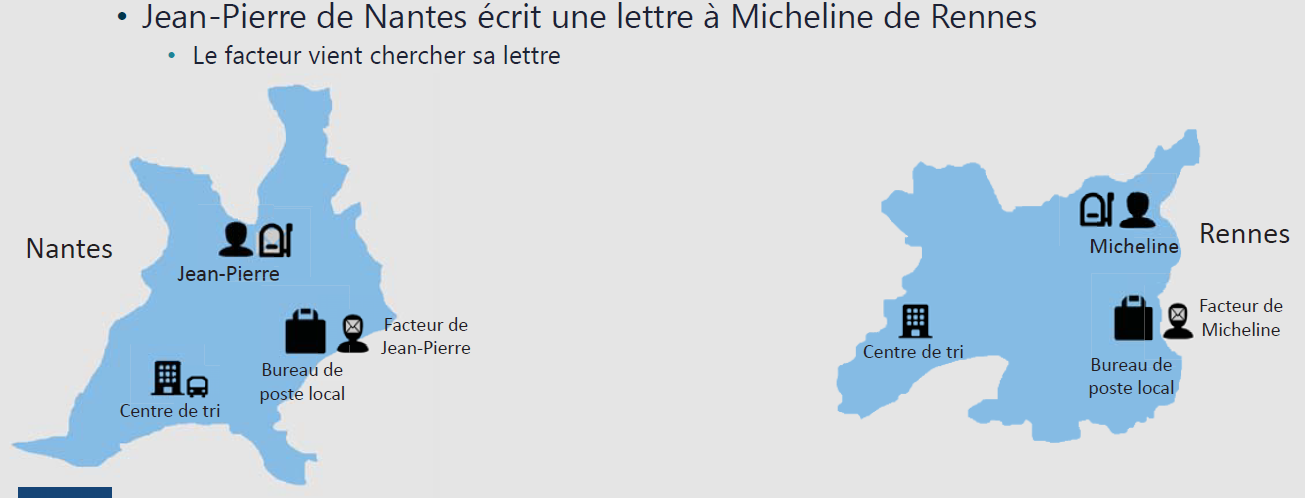 Jean-Pierre de Nantes écrit une lettre à Micheline de Rennes
Le facteur vient chercher sa lettre
Nantes
Jean-Pierre
Facteur de
Jean-Pierre
Bureau de
poste local
Centre de tri
Micheline
Rennes
Facteur de
Micheline
Centre de tri
Bureau de
poste local